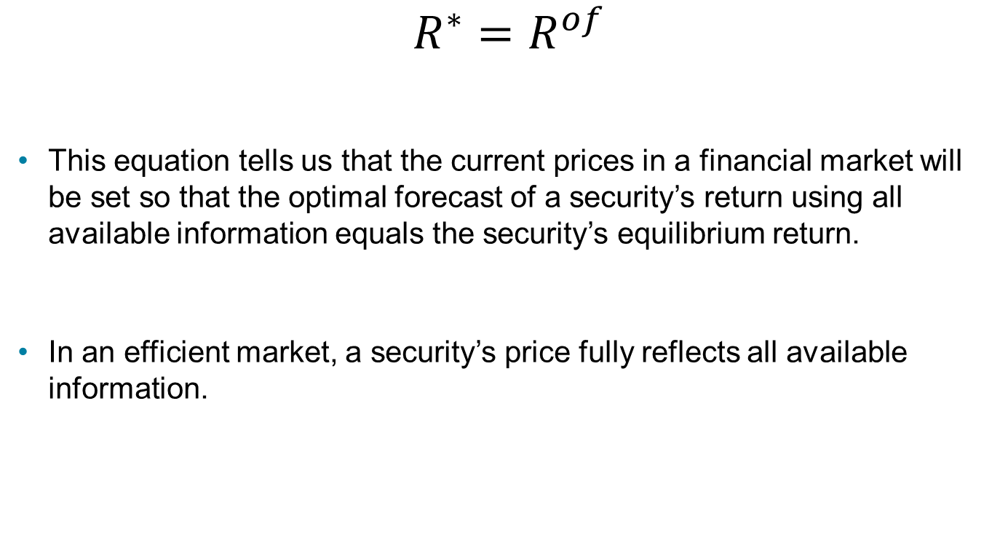 R* = R^of
• This equation tells us that the current prices in a financial market will
be set so that the optimal forecast of a security’s return using all
available information equals the security’s equilibrium return.
• In an efficient market, a security’s price fully reflects all available
information.